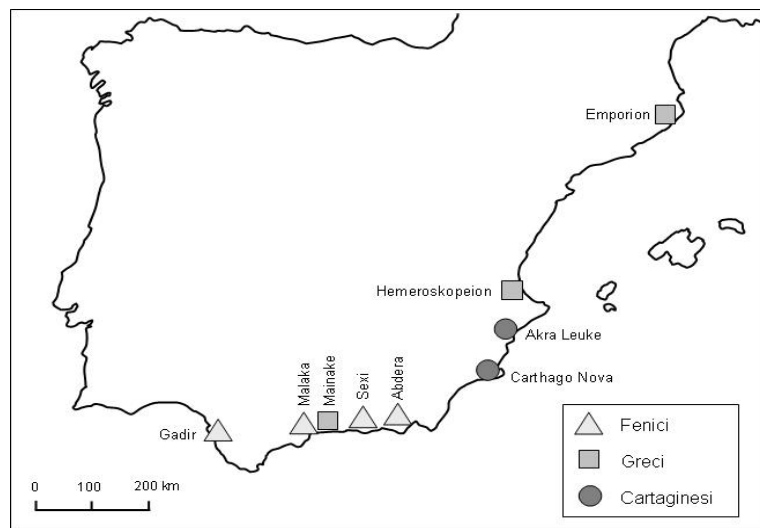 Emporion
Hemeroskopeion
Akra Leuke
Carthago Nova
Malaka
Mainake
Sexi
Abdera
Gadir
Fenici
Greci
Cartaginesi
0 100 200 km